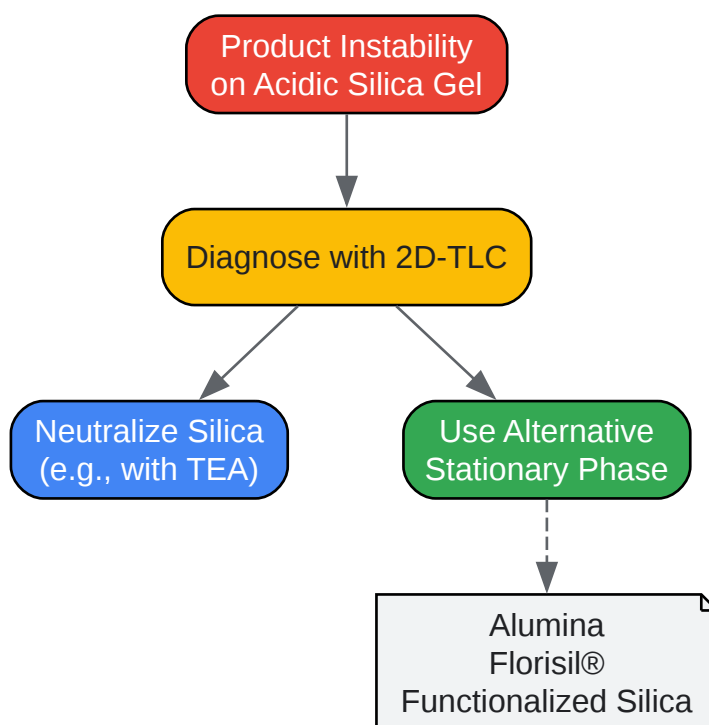 Product Instability
on Acidic Silica Gel
Diagnose with 2D-TLC
Neutralize Silica
(e.g., with TEA)
Use Alternative
Stationary Phase
Alumina
Florisil®
Functionalized Silica